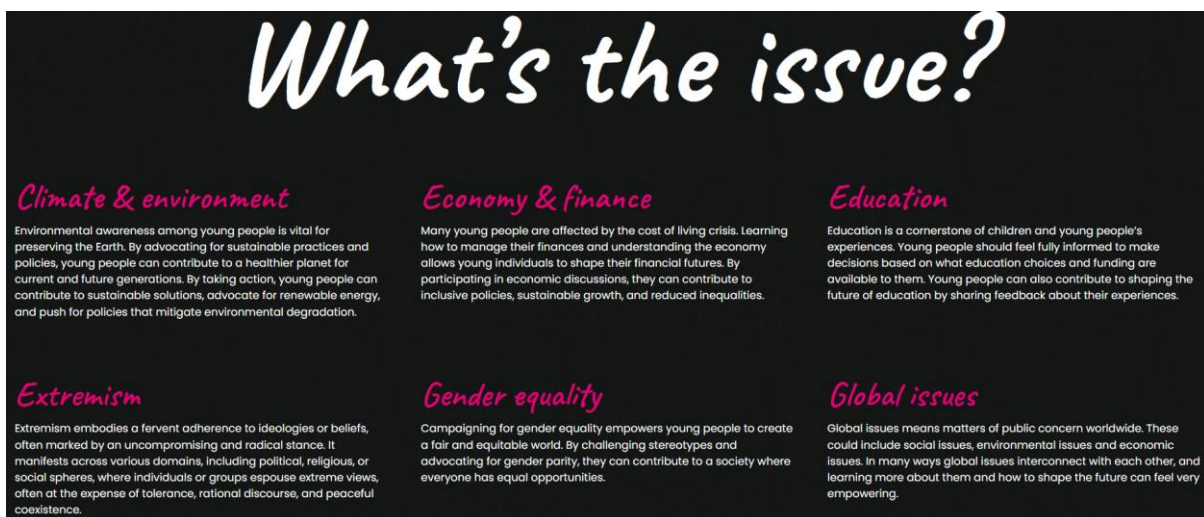 What's the issue?
Climate & environment
Environmental awareness among young people is vital for
preserving the Earth. By advocating for sustainable practices and
policies, young people can contribute to a healthier planet for
current and future generations. By taking action, young people can
contribute to sustainable solutions, advocate for renewable energy,
and push for policies that mitigate environmental degradation.
Economy & finance
Many young people are affected by the cost of living crisis. Learning
how to manage their finances and understanding the economy
allows young individuals to shape their financial futures. By
participating in economic discussions, they can contribute to
inclusive policies, sustainable growth, and reduced inequalities.
Education
Education is a cornerstone of children and young people's
experiences. Young people should feel fully informed to make
decisions based on what education choices and funding are
available to them. Young people can also contribute to shaping the
future of education by sharing feedback about their experiences.
Extremism
Extremism embodies a fervent adherence to ideologies or beliefs,
often marked by an uncompromising and radical stance. It
manifests across various domains, including political, religious, or
social spheres, where individuals or groups espouse extreme views,
often at the expense of tolerance, rational discourse, and peaceful
coexistence.
Gender equality
Campaigning for gender equality empowers young people to create
a fair and equitable world. By challenging stereotypes and
advocating for gender parity, they can contribute to a society where
everyone has equal opportunities.
Global issues
Global issues means matters of public concern worldwide. These
could include social issues, environmental issues and economic
issues. In many ways global issues interconnect with each other, and
learning more about them and how to shape the future can feel very
empowering.